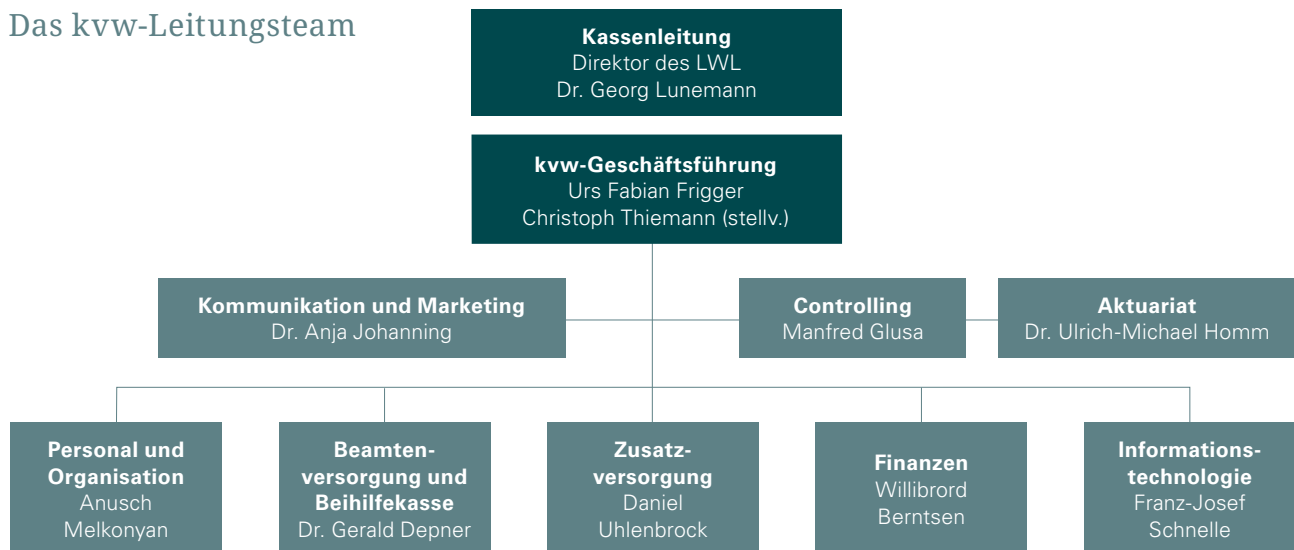 Das kvw-Leitungsteam
Kassenleitung
Direktor des LWL
Dr. Georg Lunemann
kvw-Geschäftsführung
Urs Fabian Frigger
Christoph Thiemann (stellv.)
Kommunikation und Marketing
Dr. Anja Johanning
Controlling
Manfred Glusa
Aktuariat
Dr. Ulrich-Michael Homm
Personal und
Organisation
Anusch
Melkonyan
Beamten-
versorgung und
Beihilfekasse
Dr. Gerald Depner
Zusatz-
versorgung
Daniel
Uhlenbrock
Finanzen
Willibrord
Berntsen
Informations-
technologie
Franz-Josef
Schnelle